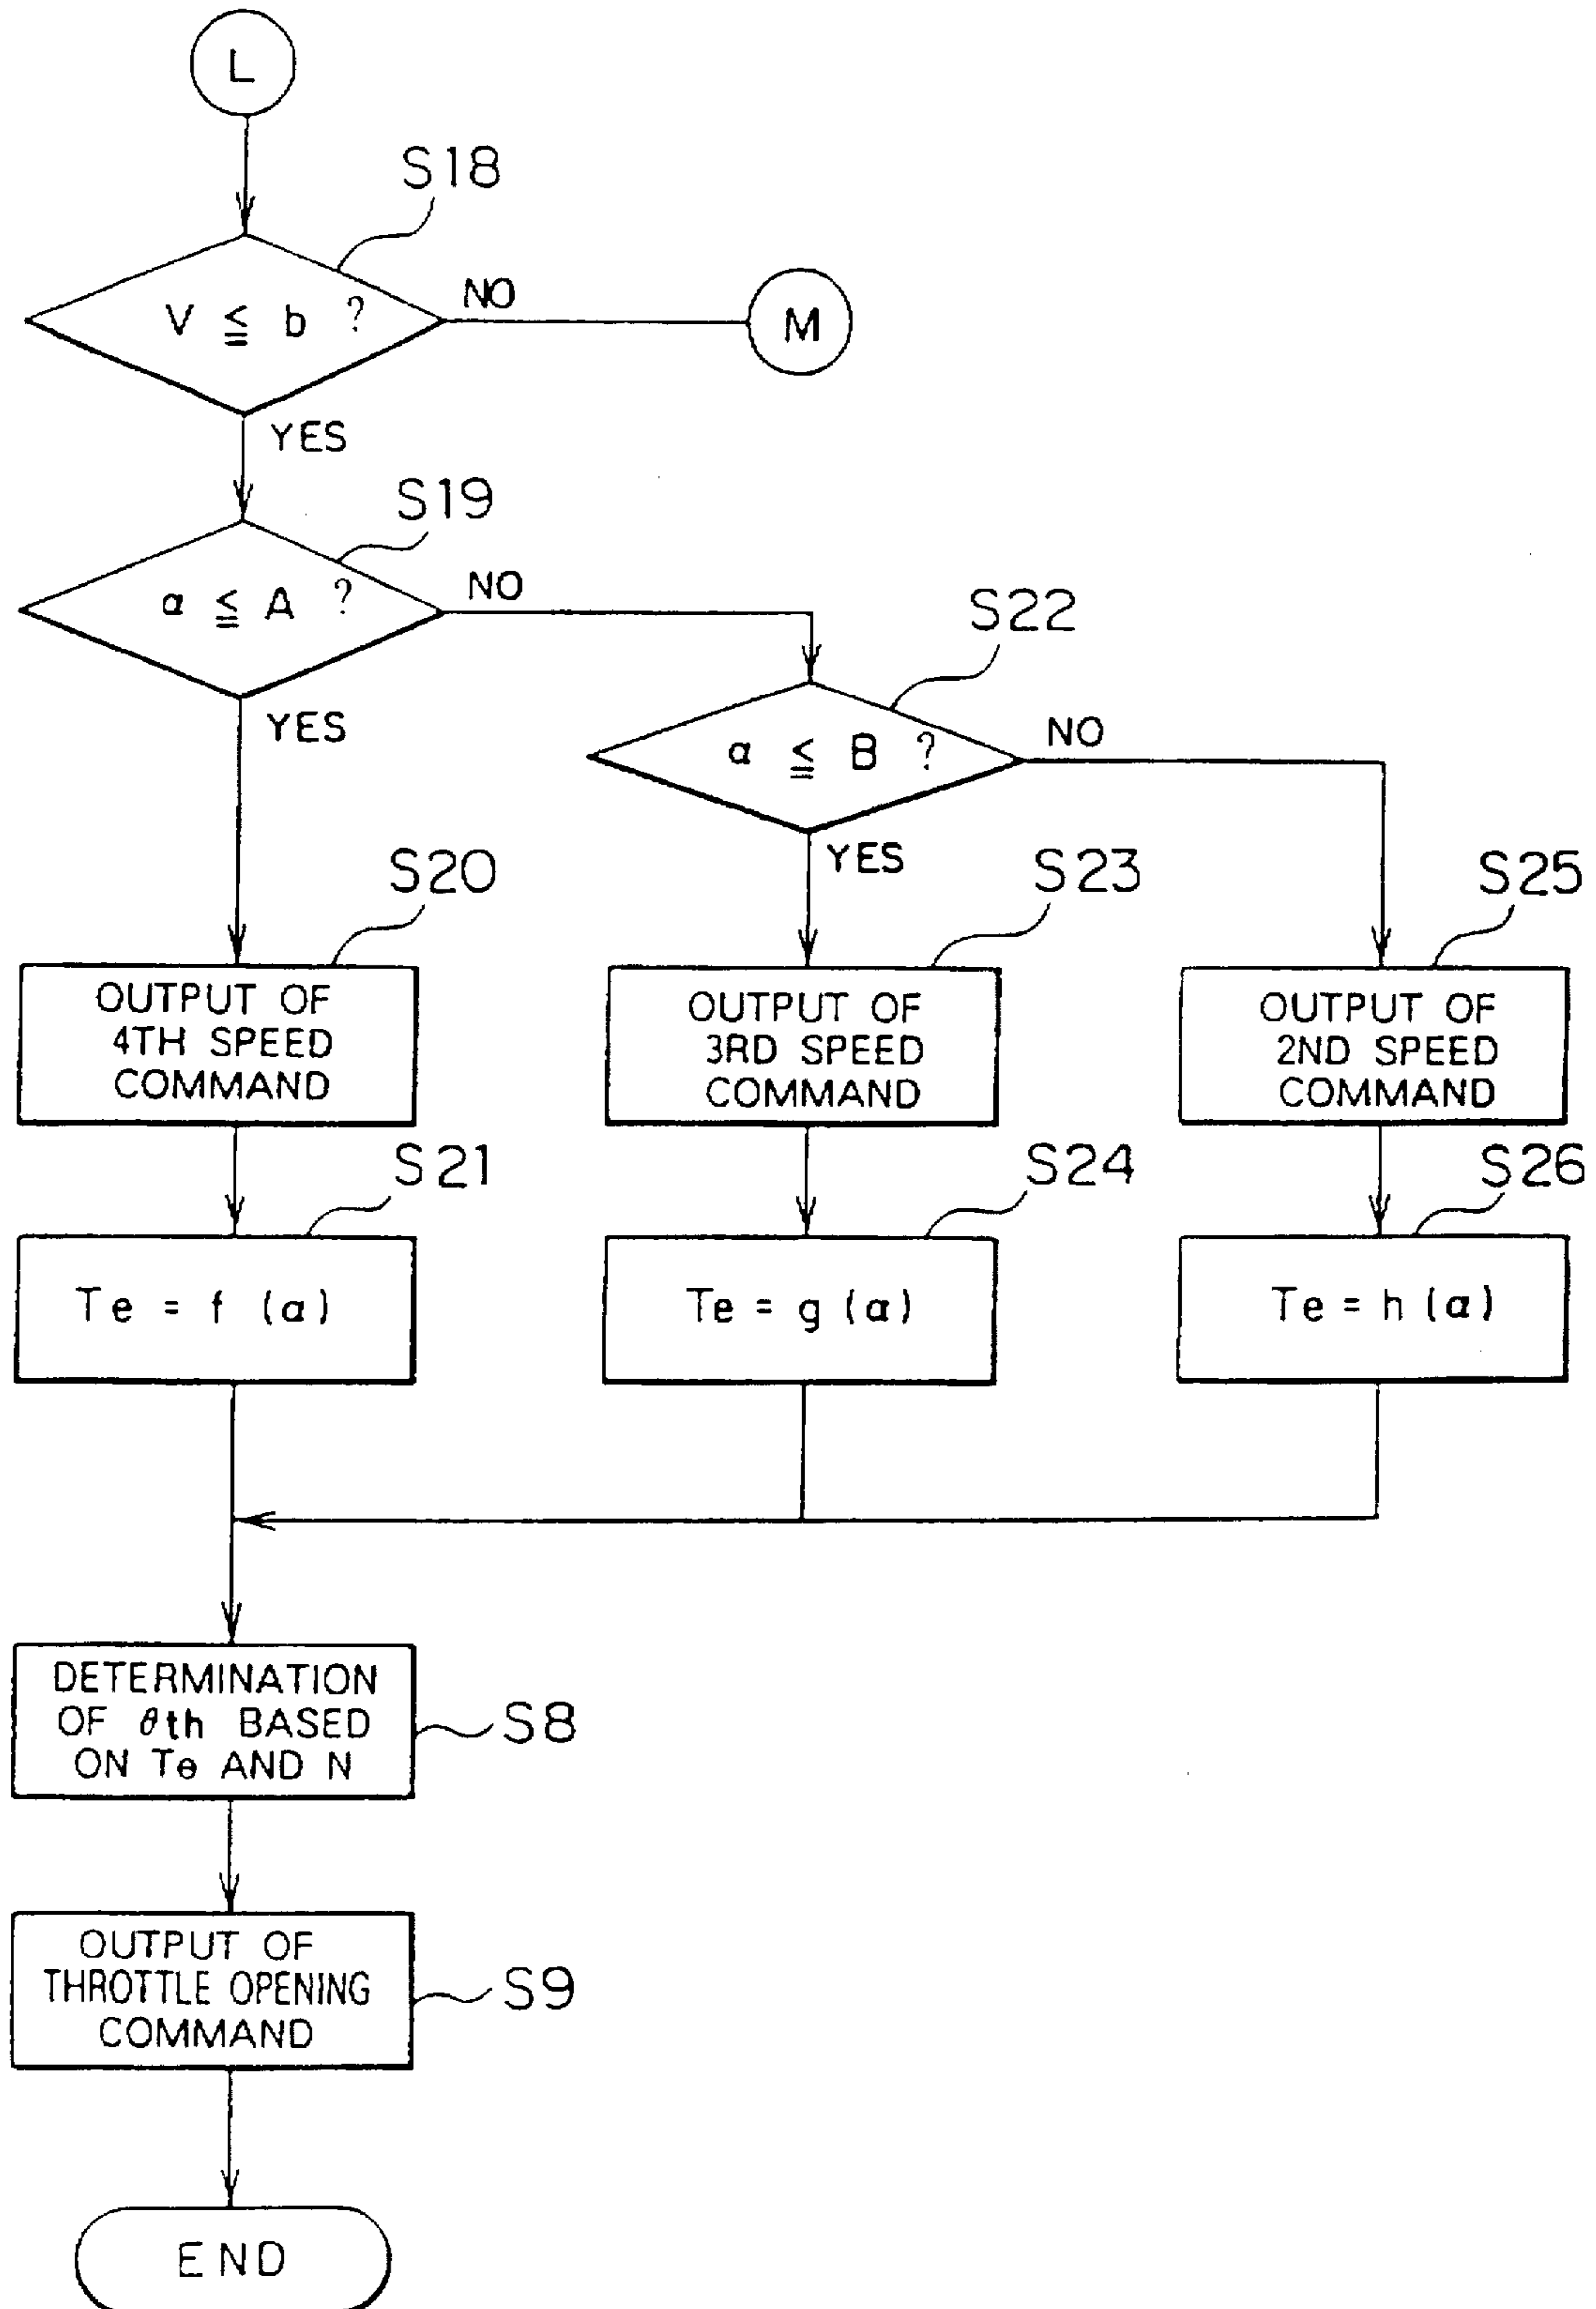 L
S18
V ≦ b ?
NO
M
YES
S19
α ≦ A ?
NO
S22
YES
α ≦ B ?
NO
YES
S20
S23
S25
OUTPUT OF
4TH SPEED
COMMAND
OUTPUT OF
3RD SPEED
COMMAND
OUTPUT OF
2ND SPEED
COMMAND
S21
S24
S26
Te = f (α)
Te = g (α)
Te = h (α)
DETERMINATION
OF θth BASED
ON Te AND N
S8
OUTPUT OF
THROTTLE OPENING
COMMAND
S9
END